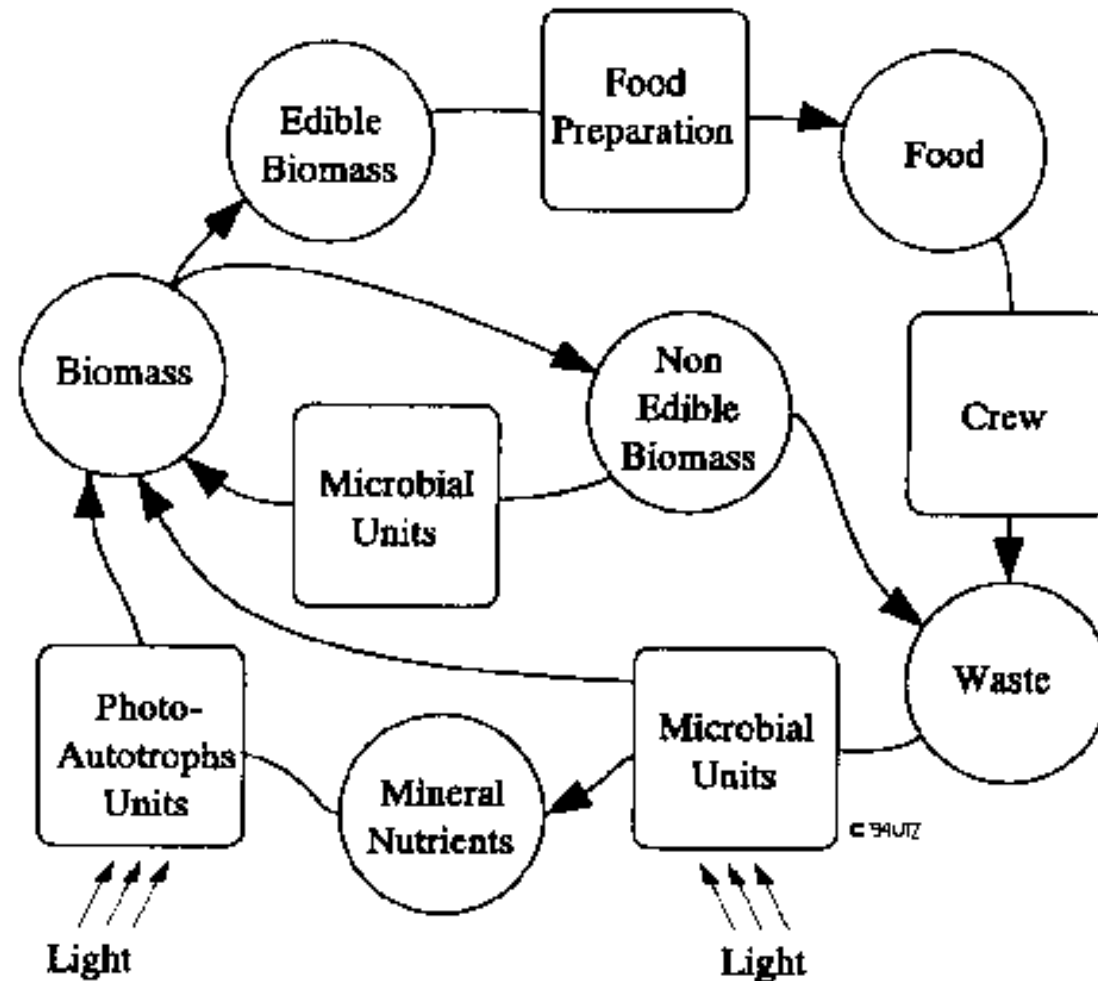 Edible
Biomass
Food
Preparation
Food
Biomass
Non
Edible
Biomass
Crew
Microbial
Units
Waste
Photo-
Autotrophs
Units
Mineral
Nutrients
Microbial
Units
Light
Light